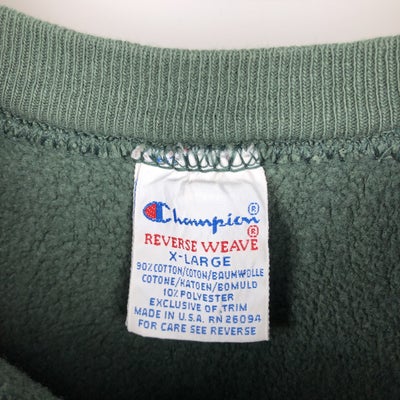 Champion®
REVERSE WEAVE®
X-LARGE
90% COTTON/COTON/BAUMWOLLE
COTONE/KATOEN/BOMULD
10% POLYESTER
EXCLUSIVE OF TRIM
MADE IN U.S.A. RN 26094
FOR CARE SEE REVERSE